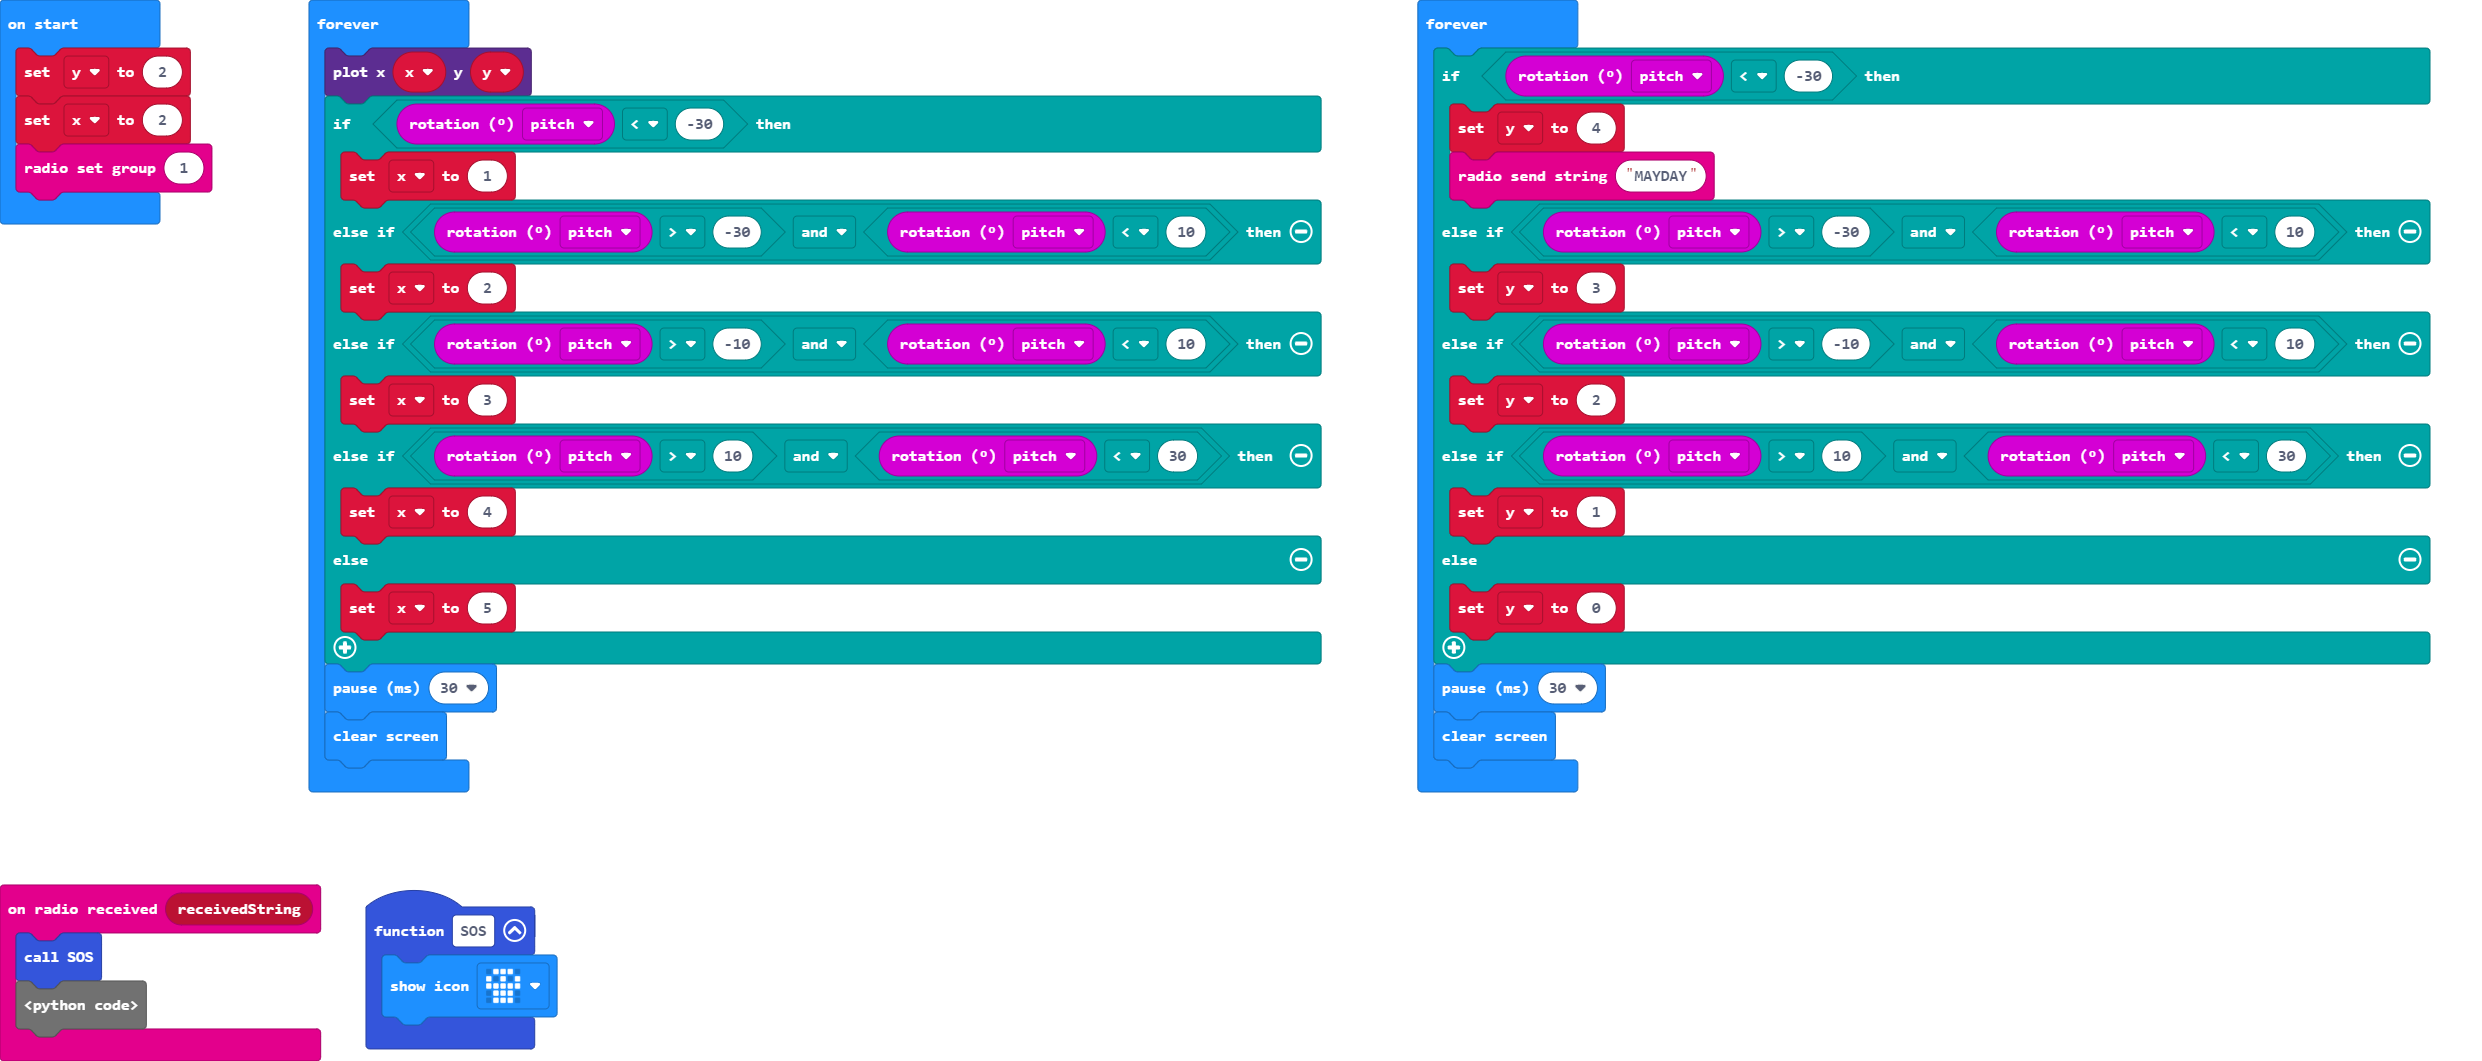 on start
set y to 2
set x to 2
radio set group 1
forever
plot x x y y
if rotation (º) pitch < -30 then
set x to 1
else if rotation (º) pitch > -30 and rotation (º) pitch < 10 then
set x to 2
else if rotation (º) pitch > -10 and rotation (º) pitch < 10 then
set x to 3
else if rotation (º) pitch > 10 and rotation (º) pitch < 30 then
set x to 4
else
set x to 5
pause (ms) 30
clear screen
forever
if rotation (º) pitch < -30 then
set y to 4
radio send string "MAYDAY"
else if rotation (º) pitch > -30 and rotation (º) pitch < 10 then
set y to 3
else if rotation (º) pitch > -10 and rotation (º) pitch < 10 then
set y to 2
else if rotation (º) pitch > 10 and rotation (º) pitch < 30 then
set y to 1
else
set y to 0
pause (ms) 30
clear screen
on radio received receivedString
call SOS
<python code>
function SOS
show icon